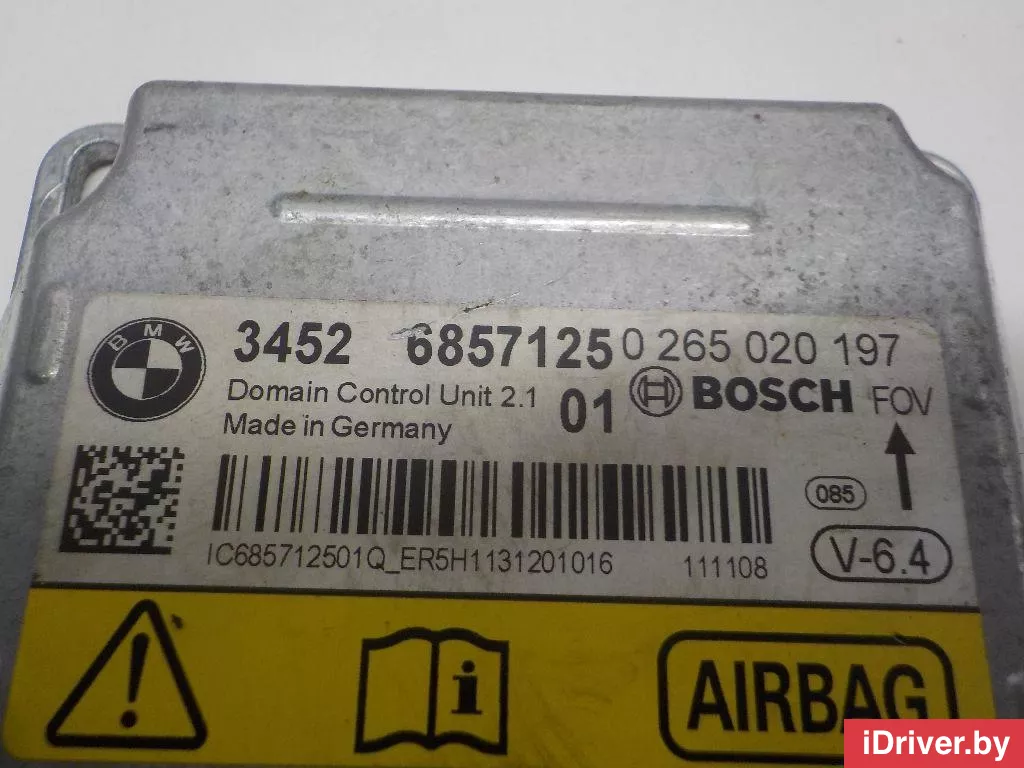 BMW
3452 6857125 0 265 020 197
Domain Control Unit 2.1 01 BOSCH FOV
Made in Germany
085
IC685712501Q_ER5H1131201016 111108 V-6.4
i AIRBAG
iDriver.by